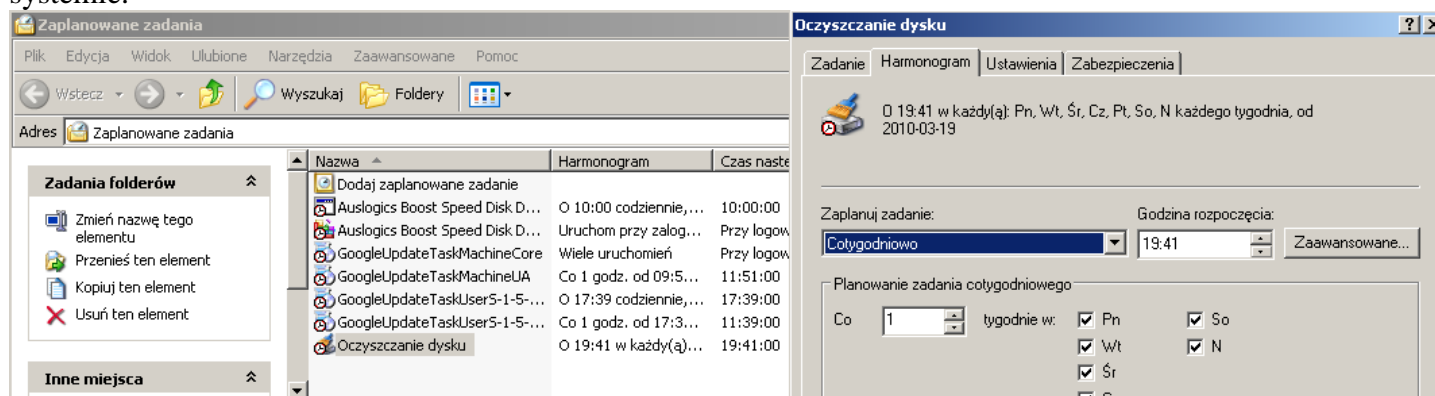 systemie.
Zaplanowane zadania
Plik Edycja Widok Ulubione Narzędzia Zaawansowane Pomoc
Wstecz Wyszukaj Foldery
Adres Zaplanowane zadania
Zadania folderów
Zmień nazwę tego
elementu
Przenieś ten element
Kopiuj ten element
Usuń ten element
Inne miejsca
Nazwa Harmonogram Czas naste
Dodaj zaplanowane zadanie
Auslogics Boost Speed Disk D... O 10:00 codziennie,... 10:00:00
Auslogics Boost Speed Disk D... Uruchom przy zalog... Przy logow
GoogleUpdateTaskMachineCore Wiele uruchomień Przy logow
GoogleUpdateTaskMachineUA Co 1 godz. od 09:5... 11:51:00
GoogleUpdateTaskUserS-1-5-... O 17:39 codziennie,... 17:39:00
GoogleUpdateTaskUserS-1-5-... Co 1 godz. od 17:3... 11:39:00
Oczyszczanie dysku O 19:41 w każdy(ą)... 19:41:00
Oczyszczanie dysku
Zadanie Harmonogram Ustawienia Zabezpieczenia
O 19:41 w każdy(ą): Pn, Wt, Śr, Cz, Pt, So, N każdego tygodnia, od
2010-03-19
Zaplanuj zadanie: Godzina rozpoczęcia:
Cotygodniowo 19:41 Zaawansowane...
Planowanie zadania cotygodniowego
Co 1 tygodnie w: Pn So
Wt N
Śr